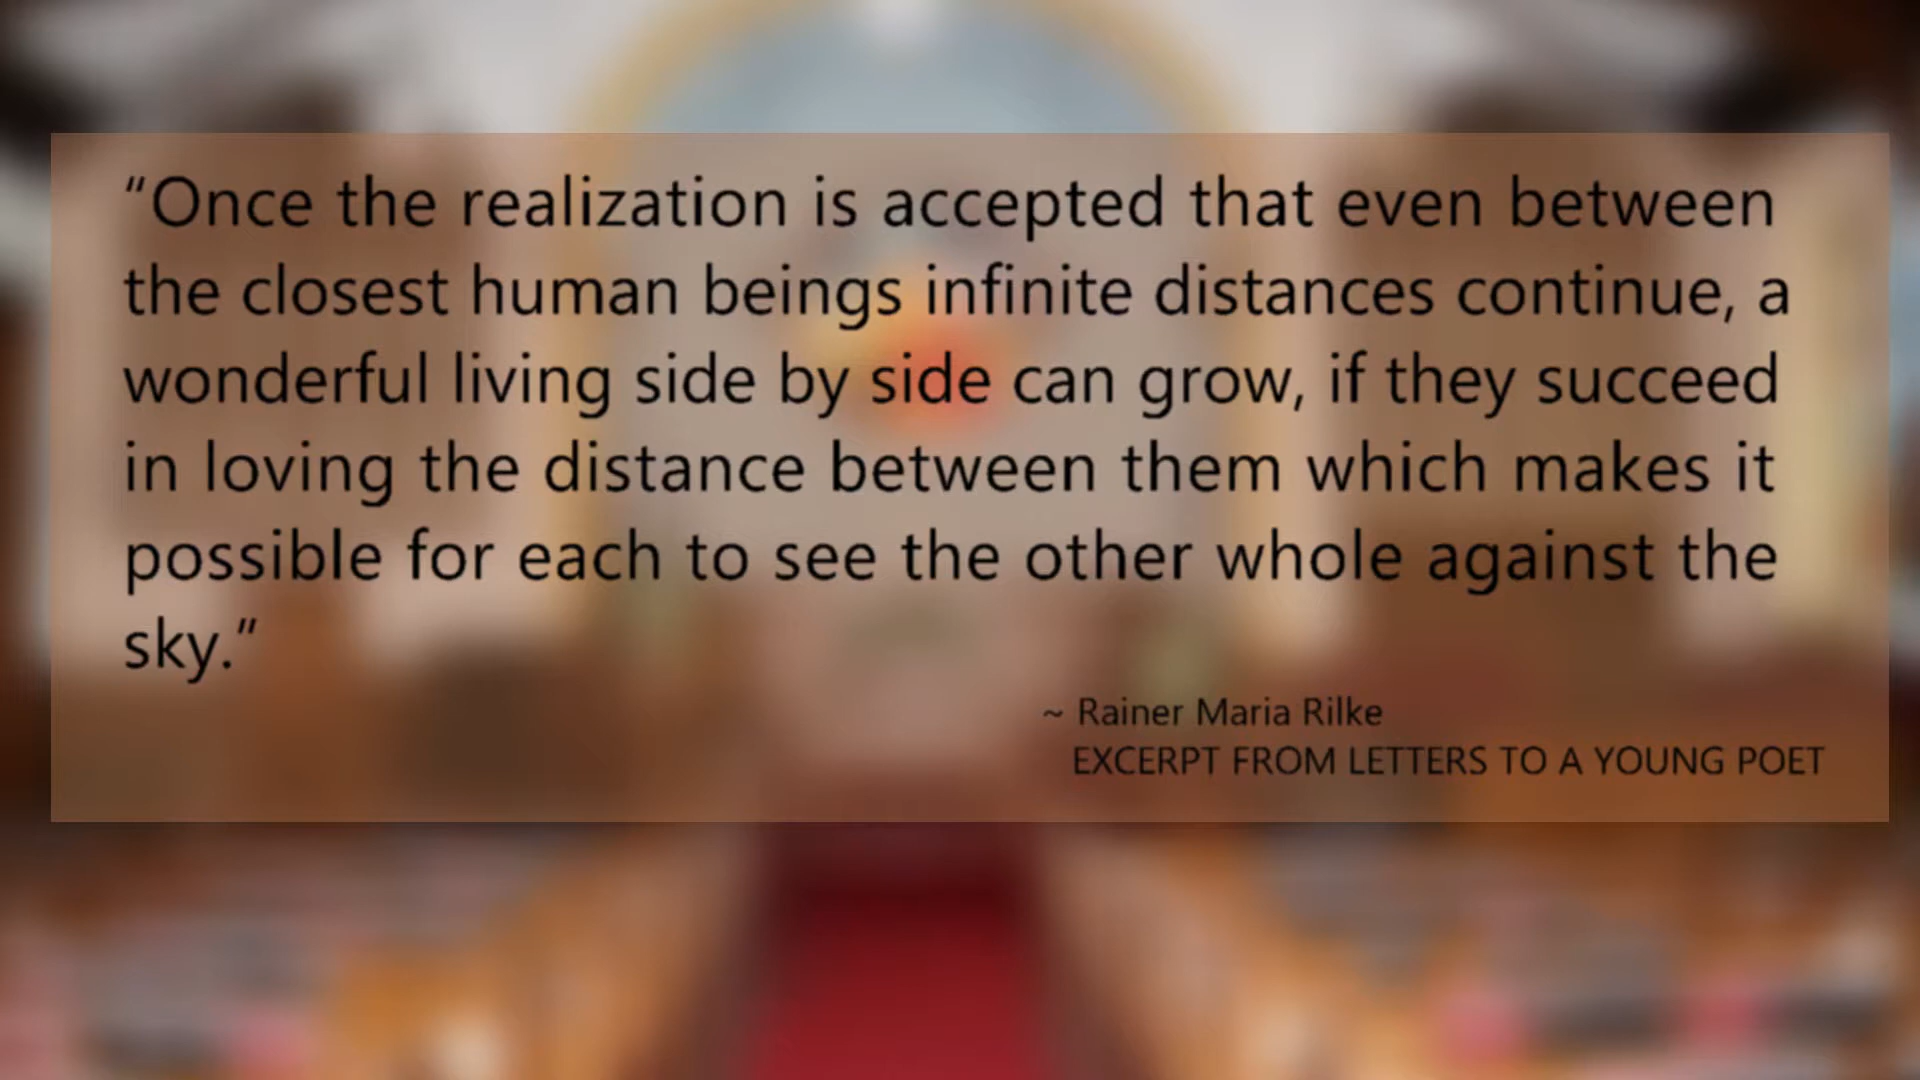 “Once the realization is accepted that even between
the closest human beings infinite distances continue, a
wonderful living side by side can grow, if they succeed
in loving the distance between them which makes it
possible for each to see the other whole against the
sky.”
~ Rainer Maria Rilke
EXCERPT FROM LETTERS TO A YOUNG POET